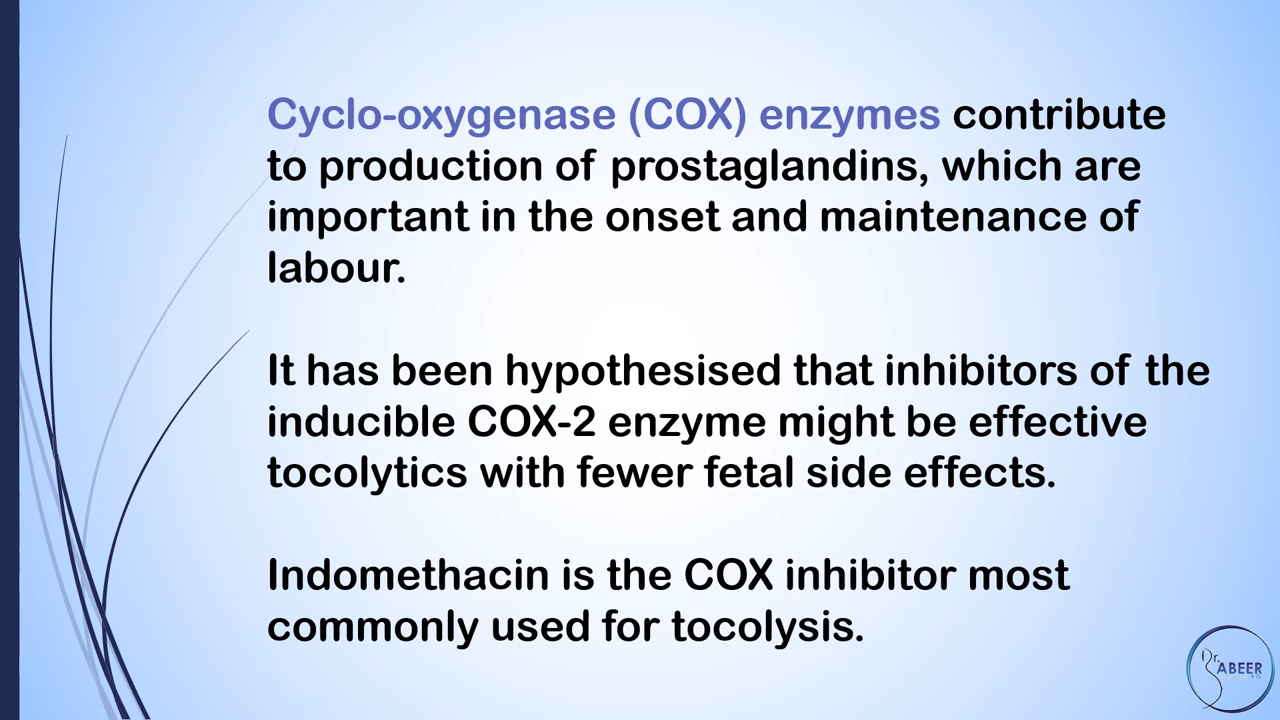 Cyclo-oxygenase (COX) enzymes contribute
to production of prostaglandins, which are
important in the onset and maintenance of
labour.
It has been hypothesised that inhibitors of the
inducible COX-2 enzyme might be effective
tocolytics with fewer fetal side effects.
Indomethacin is the COX inhibitor most
commonly used for tocolysis.
Dr.
ABEER